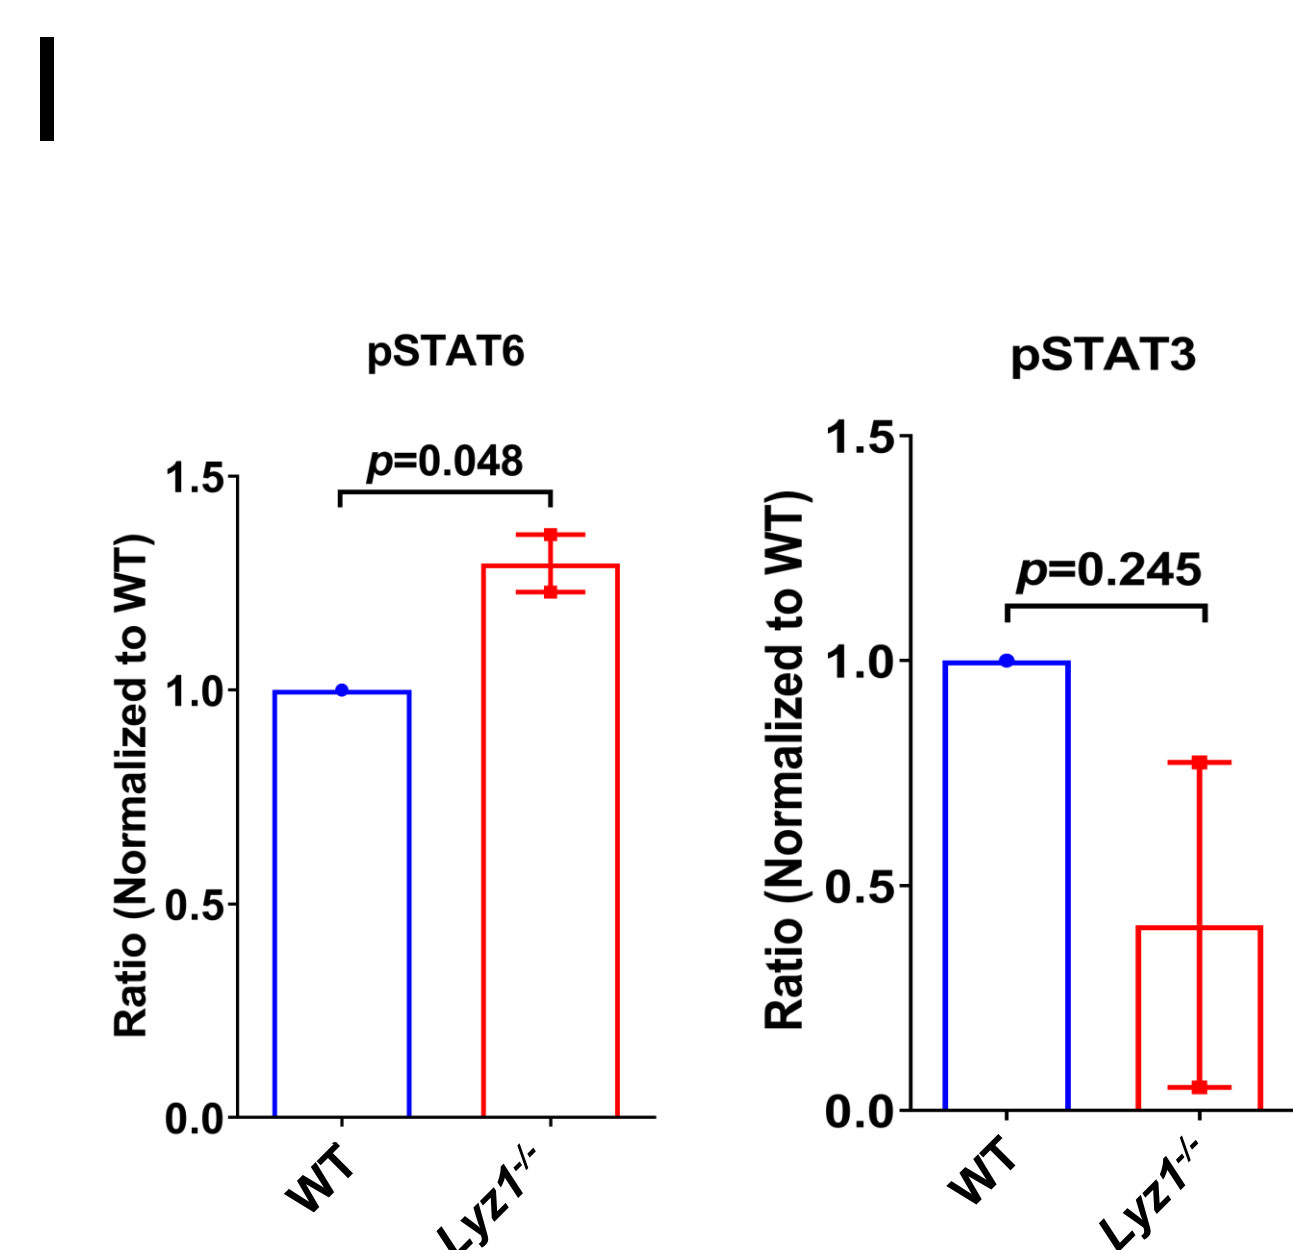 I
pSTAT6
p=0.048
Ratio (Normalized to WT)
1.5
1.0
0.5
0.0
WT
Lyz1-/-
pSTAT3
p=0.245
Ratio (Normalized to WT)
1.5
1.0
0.5
0.0
WT
Lyz1-/-